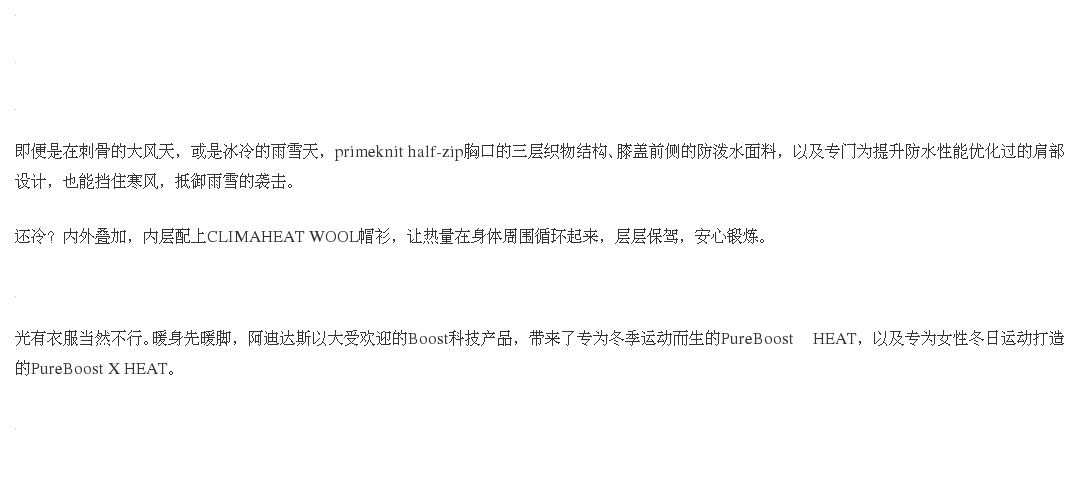 即便是在刺骨的大风天，或是冰冷的雨雪天，primeknit half-zip胸口的三层织物结构、膝盖前侧的防泼水面料，以及专门为提升防水性能优化过的肩部
设计，也能挡住寒风，抵御雨雪的袭击。
还冷？内外叠加，内层配上CLIMAHEAT WOOL帽衫，让热量在身体周围循环起来，层层保驾，安心锻炼。
光有衣服当然不行。暖身先暖脚，阿迪达斯以大受欢迎的Boost科技产品，带来了专为冬季运动而生的PureBoost HEAT，以及专为女性冬日运动打造
的PureBoost X HEAT。